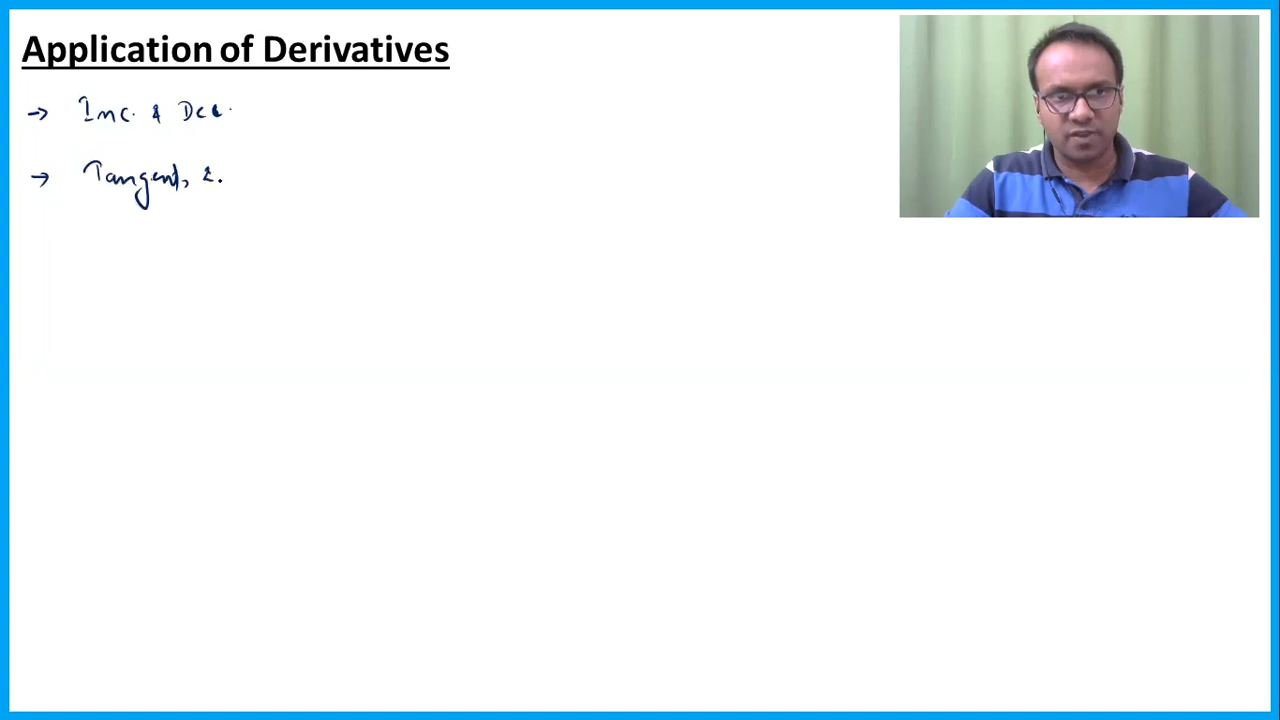 Application of Derivatives
→ Inc. & Dec.
→ Tangents &